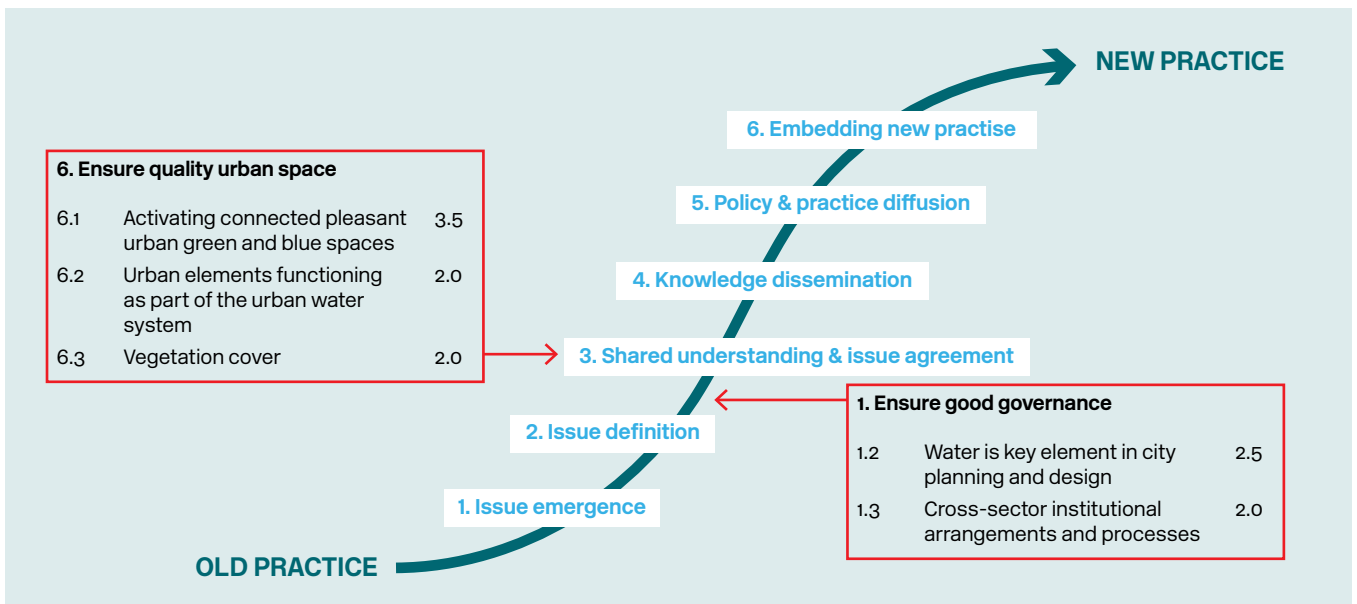 NEW PRACTICE
6. Embedding new practise
5. Policy & practice diffusion
4. Knowledge dissemination
3. Shared understanding & issue agreement
2. Issue definition
1. Issue emergence
OLD PRACTICE
6. Ensure quality urban space
6.1 Activating connected pleasant 3.5
urban green and blue spaces
6.2 Urban elements functioning 2.0
as part of the urban water
system
6.3 Vegetation cover 2.0
1. Ensure good governance
1.2 Water is key element in city 2.5
planning and design
1.3 Cross-sector institutional 2.0
arrangements and processes